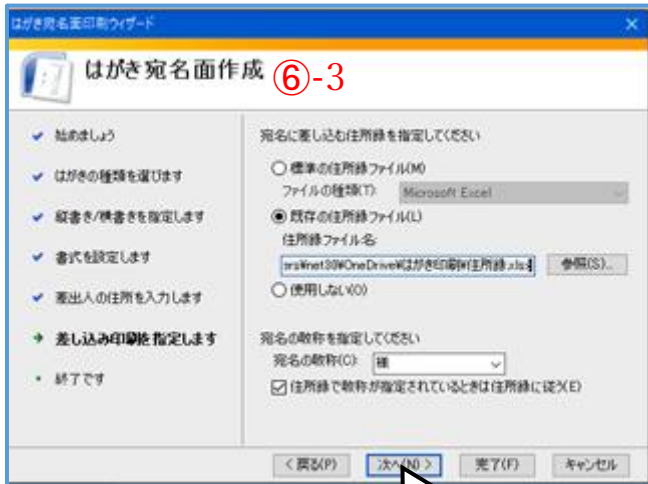 はがき宛名面印刷ウィザード
はがき宛名面作成 ⑥-3
始めましょう
はがきの種類を選びます
縦書き/横書きを指定します
書式を設定します
差出人の住所を入力します
差し込み印刷を指定します
終了です
宛名に差し込む住所録を指定してください
標準の住所録ファイル(M)
ファイルの種類(T): Microsoft Excel
既存の住所録ファイル(L)
住所録ファイル名:
ers¥net30¥OneDrive¥はがき印刷¥住所録.xlsx 参照(S)...
使用しない(O)
宛名の敬称を指定してください
宛名の敬称(C): 様
住所録で敬称が指定されているときは住所録に従う(E)
< 戻る(P) 次へ(N) > 完了(F) キャンセル